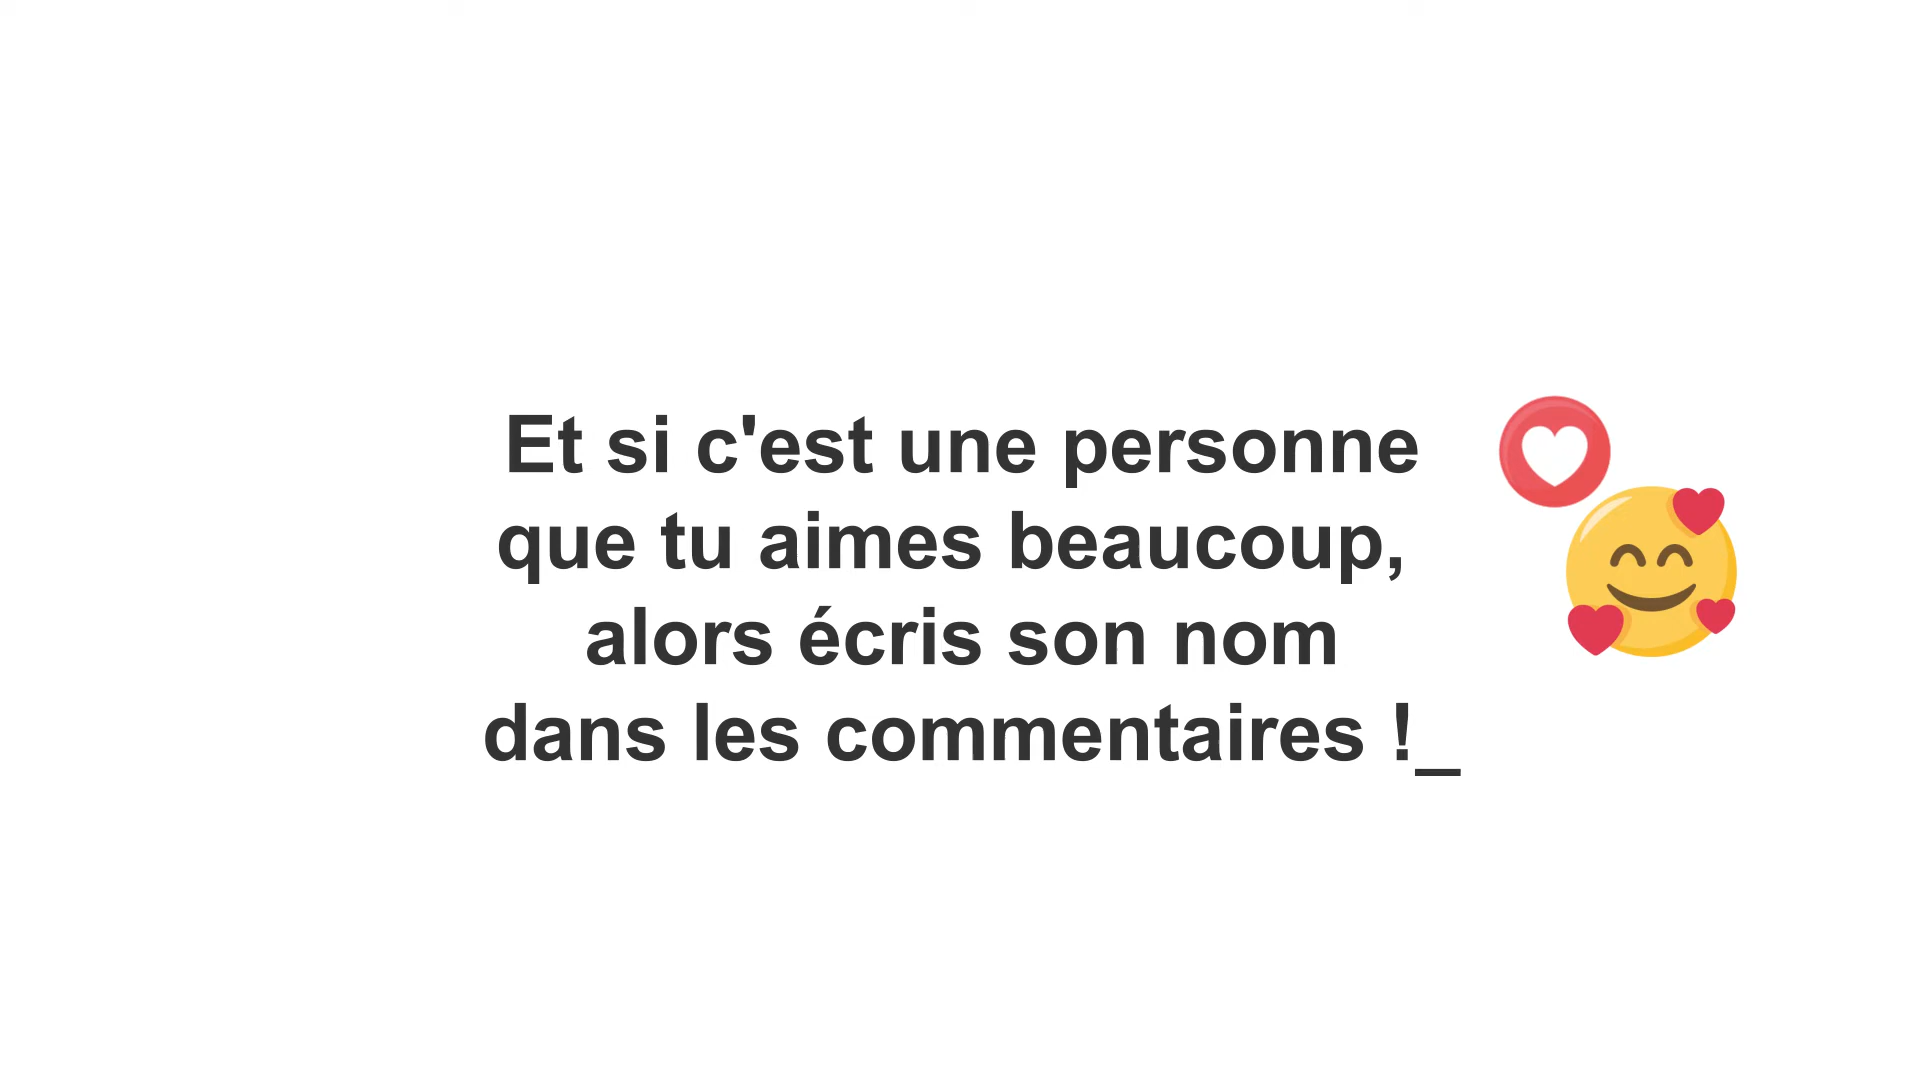 Et si c'est une personne
que tu aimes beaucoup,
alors écris son nom
dans les commentaires !_